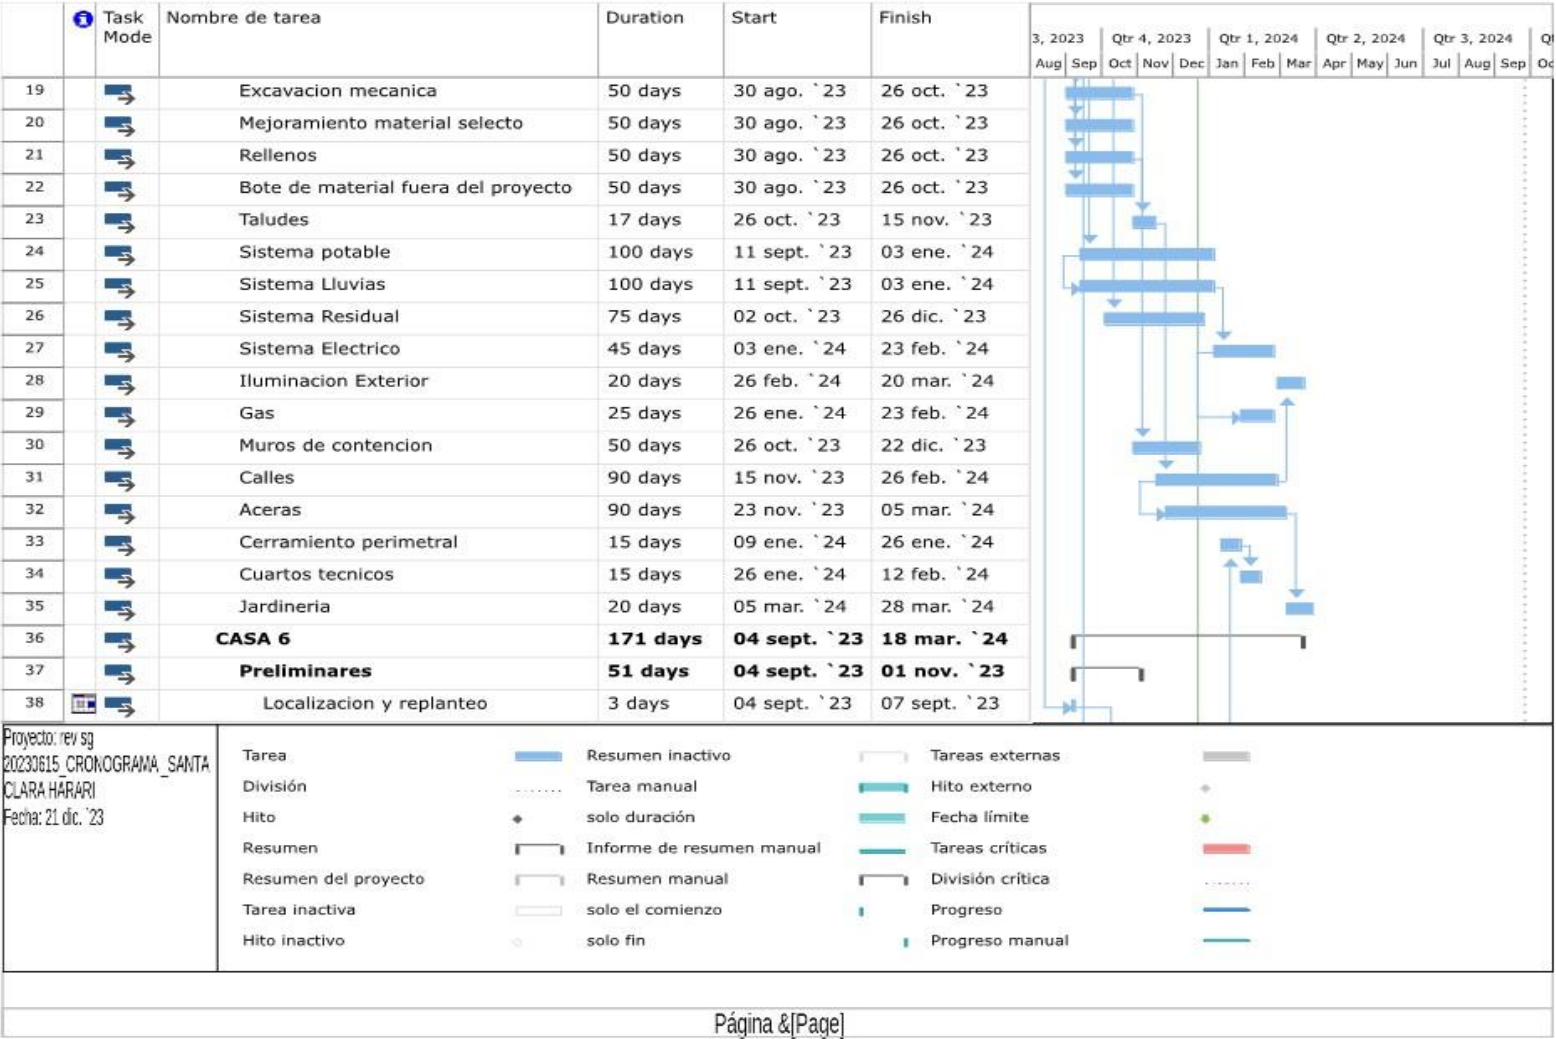 Task Mode Nombre de tarea Duration Start Finish
3, 2023 Qtr 4, 2023 Qtr 1, 2024 Qtr 2, 2024 Qtr 3, 2024
Aug Sep Oct Nov Dec Jan Feb Mar Apr May Jun Jul Aug Sep Oc
19 Excavacion mecanica 50 days 30 ago. `23 26 oct. `23
20 Mejoramiento material selecto 50 days 30 ago. `23 26 oct. `23
21 Rellenos 50 days 30 ago. `23 26 oct. `23
22 Bote de material fuera del proyecto 50 days 30 ago. `23 26 oct. `23
23 Taludes 17 days 26 oct. `23 15 nov. `23
24 Sistema potable 100 days 11 sept. `23 03 ene. `24
25 Sistema Lluvias 100 days 11 sept. `23 03 ene. `24
26 Sistema Residual 75 days 02 oct. `23 26 dic. `23
27 Sistema Electrico 45 days 03 ene. `24 23 feb. `24
28 Iluminacion Exterior 20 days 26 feb. `24 20 mar. `24
29 Gas 25 days 26 ene. `24 23 feb. `24
30 Muros de contencion 50 days 26 oct. `23 22 dic. `23
31 Calles 90 days 15 nov. `23 26 feb. `24
32 Aceras 90 days 23 nov. `23 05 mar. `24
33 Cerramiento perimetral 15 days 09 ene. `24 26 ene. `24
34 Cuartos tecnicos 15 days 26 ene. `24 12 feb. `24
35 Jardineria 20 days 05 mar. `24 28 mar. `24
36 CASA 6 171 days 04 sept. `23 18 mar. `24
37 Preliminares 51 days 04 sept. `23 01 nov. `23
38 Localizacion y replanteo 3 days 04 sept. `23 07 sept. `23
Proyecto: rev sg
20230615_CRONOGRAMA_SANTA
CLARA HARARI
Fecha: 21 dic. `23
Tarea Resumen inactivo Tareas externas
División Tarea manual Hito externo
Hito solo duración Fecha límite
Resumen Informe de resumen manual Tareas críticas
Resumen del proyecto Resumen manual División crítica
Tarea inactiva solo el comienzo Progreso
Hito inactivo solo fin Progreso manual
Página &[Page]